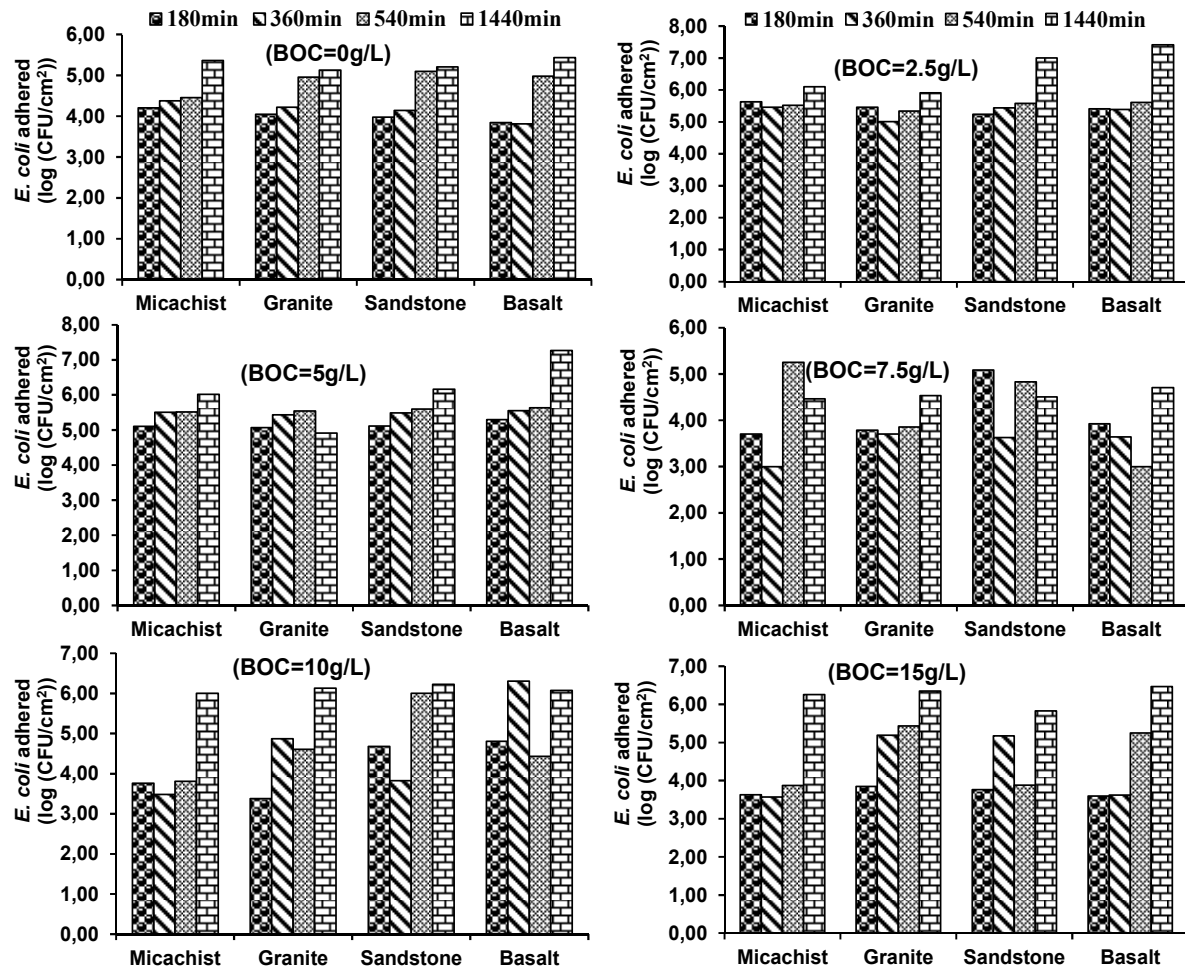 180min 360min 540min 1440min
(BOC=0g/L)
E. coli adhered
(log (CFU/cm²))
6,00
5,00
4,00
3,00
2,00
1,00
0,00
Micachist Granite Sandstone Basalt
180min 360min 540min 1440min
(BOC=2.5g/L)
E. coli adhered
(log (CFU/cm²))
8,00
7,00
6,00
5,00
4,00
3,00
2,00
1,00
0,00
Micachist Granite Sandstone Basalt
(BOC=5g/L)
E. coli adhered
(log (CFU/cm²))
8,00
7,00
6,00
5,00
4,00
3,00
2,00
1,00
0,00
Micachist Granite Sandstone Basalt
(BOC=7.5g/L)
E. coli adhered
(log (CFU/cm²))
6,00
5,00
4,00
3,00
2,00
1,00
0,00
Micachist Granite Sandstone Basalt
(BOC=10g/L)
E. coli adhered
(log (CFU/cm²))
7,00
6,00
5,00
4,00
3,00
2,00
1,00
0,00
Micachist Granite Sandstone Basalt
(BOC=15g/L)
E. coli adhered
(log (CFU/cm²))
7,00
6,00
5,00
4,00
3,00
2,00
1,00
0,00
Micachist Granite Sandstone Basalt